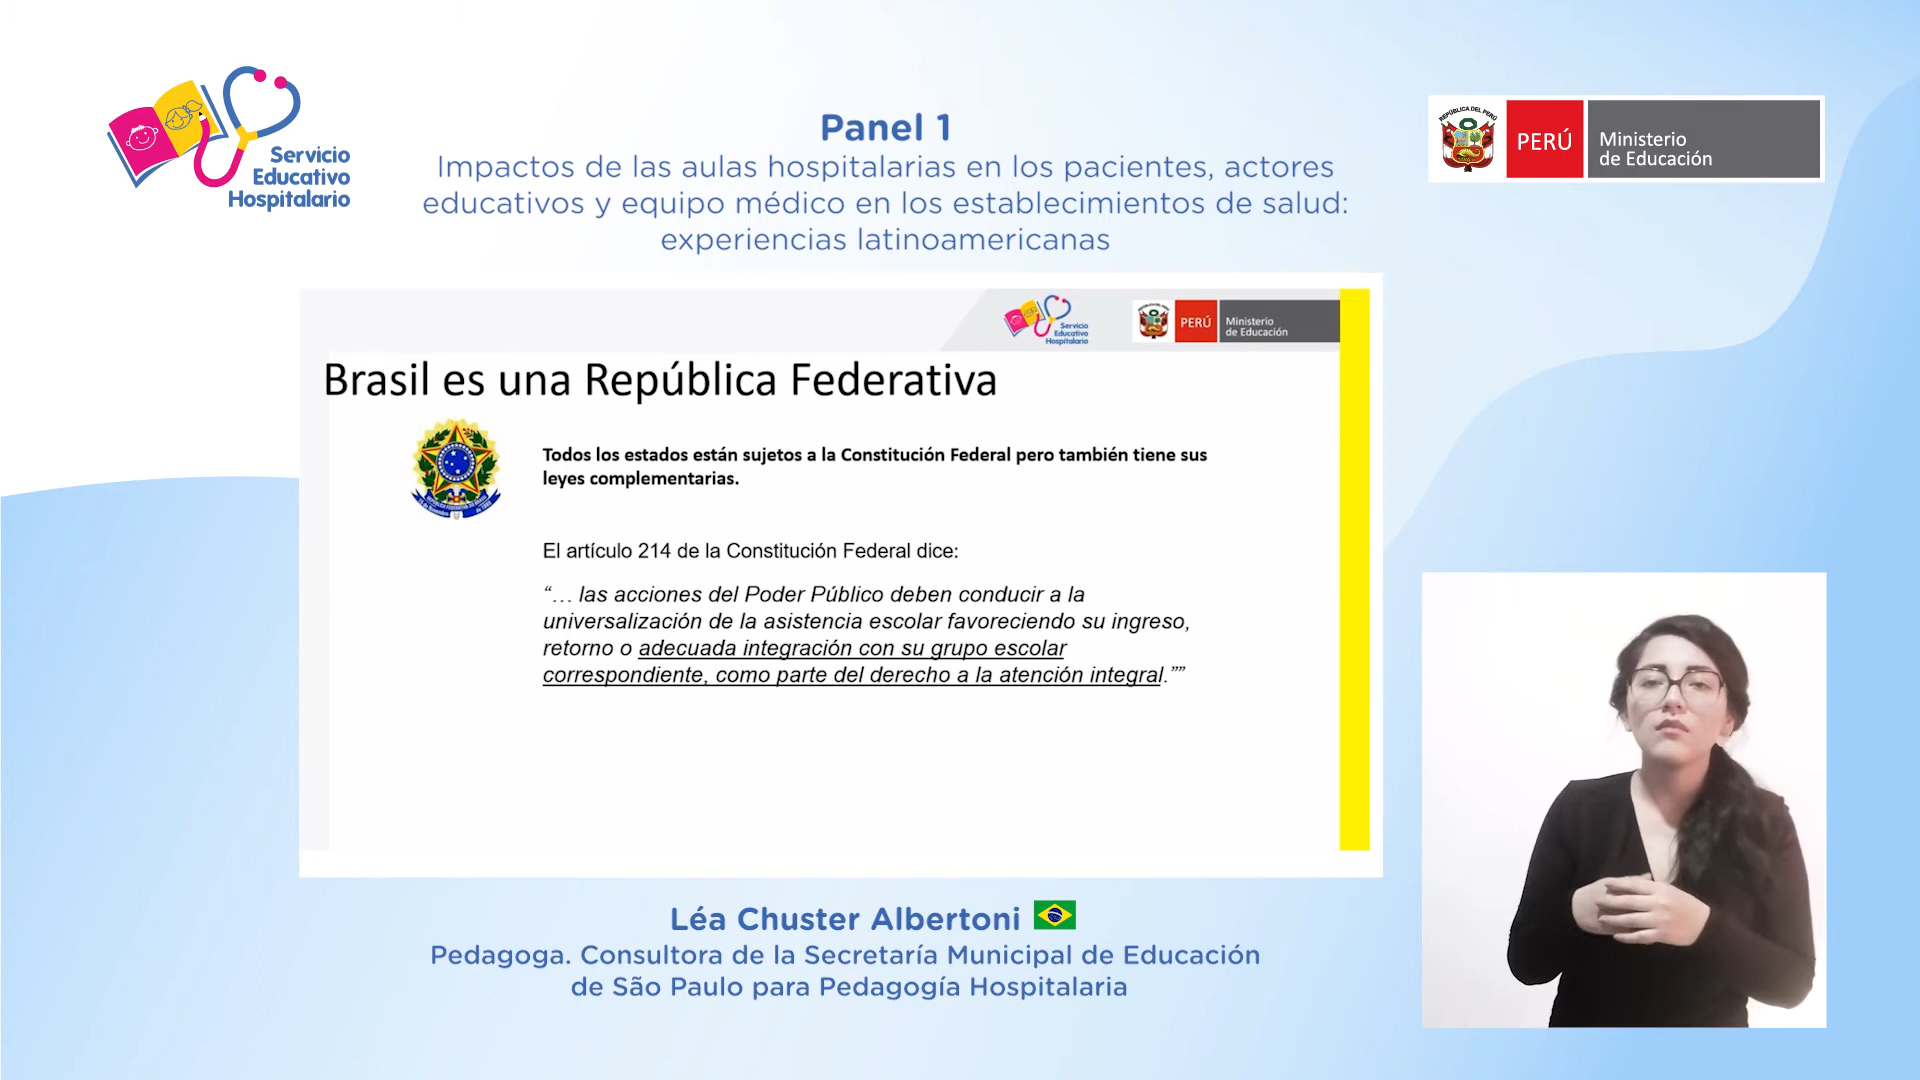 Servicio
Educativo
Hospitalario
Panel 1
Impactos de las aulas hospitalarias en los pacientes, actores
educativos y equipo médico en los establecimientos de salud:
experiencias latinoamericanas
REPÚBLICA DEL PERÚ
PERÚ
Ministerio
de Educación
Servicio
Educativo
Hospitalario
PERÚ
Ministerio
de Educación
Brasil es una República Federativa
Todos los estados están sujetos a la Constitución Federal pero también tiene sus
leyes complementarias.
El artículo 214 de la Constitución Federal dice:
“… las acciones del Poder Público deben conducir a la
universalización de la asistencia escolar favoreciendo su ingreso,
retorno o adecuada integración con su grupo escolar
correspondiente, como parte del derecho a la atención integral.””
Léa Chuster Albertoni
Pedagoga. Consultora de la Secretaría Municipal de Educación
de São Paulo para Pedagogía Hospitalaria